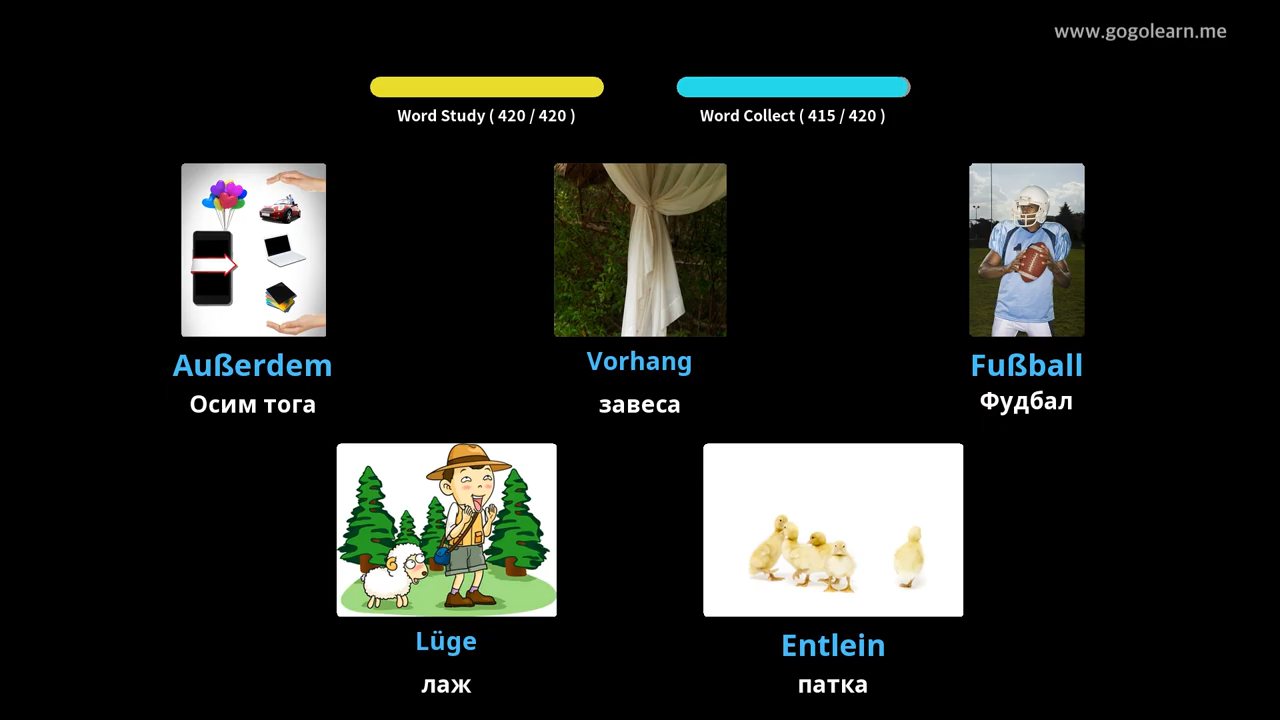 www.gogolearn.me
Word Study ( 420 / 420 )
Word Collect ( 415 / 420 )
Außerdem
Осим тога
Vorhang
завеса
Fußball
Фудбал
Lüge
лаж
Entlein
патка